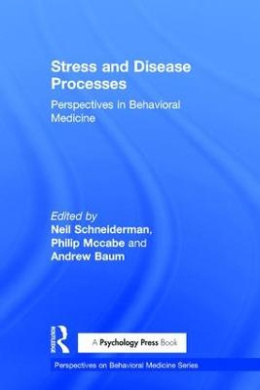 Stress and Disease
Processes
Perspectives in Behavioral
Medicine
Edited by
Neil Schneiderman,
Philip Mccabe and
Andrew Baum
A Psychology Press Book
ROUTLEDGE
Perspectives on Behavioral Medicine Series